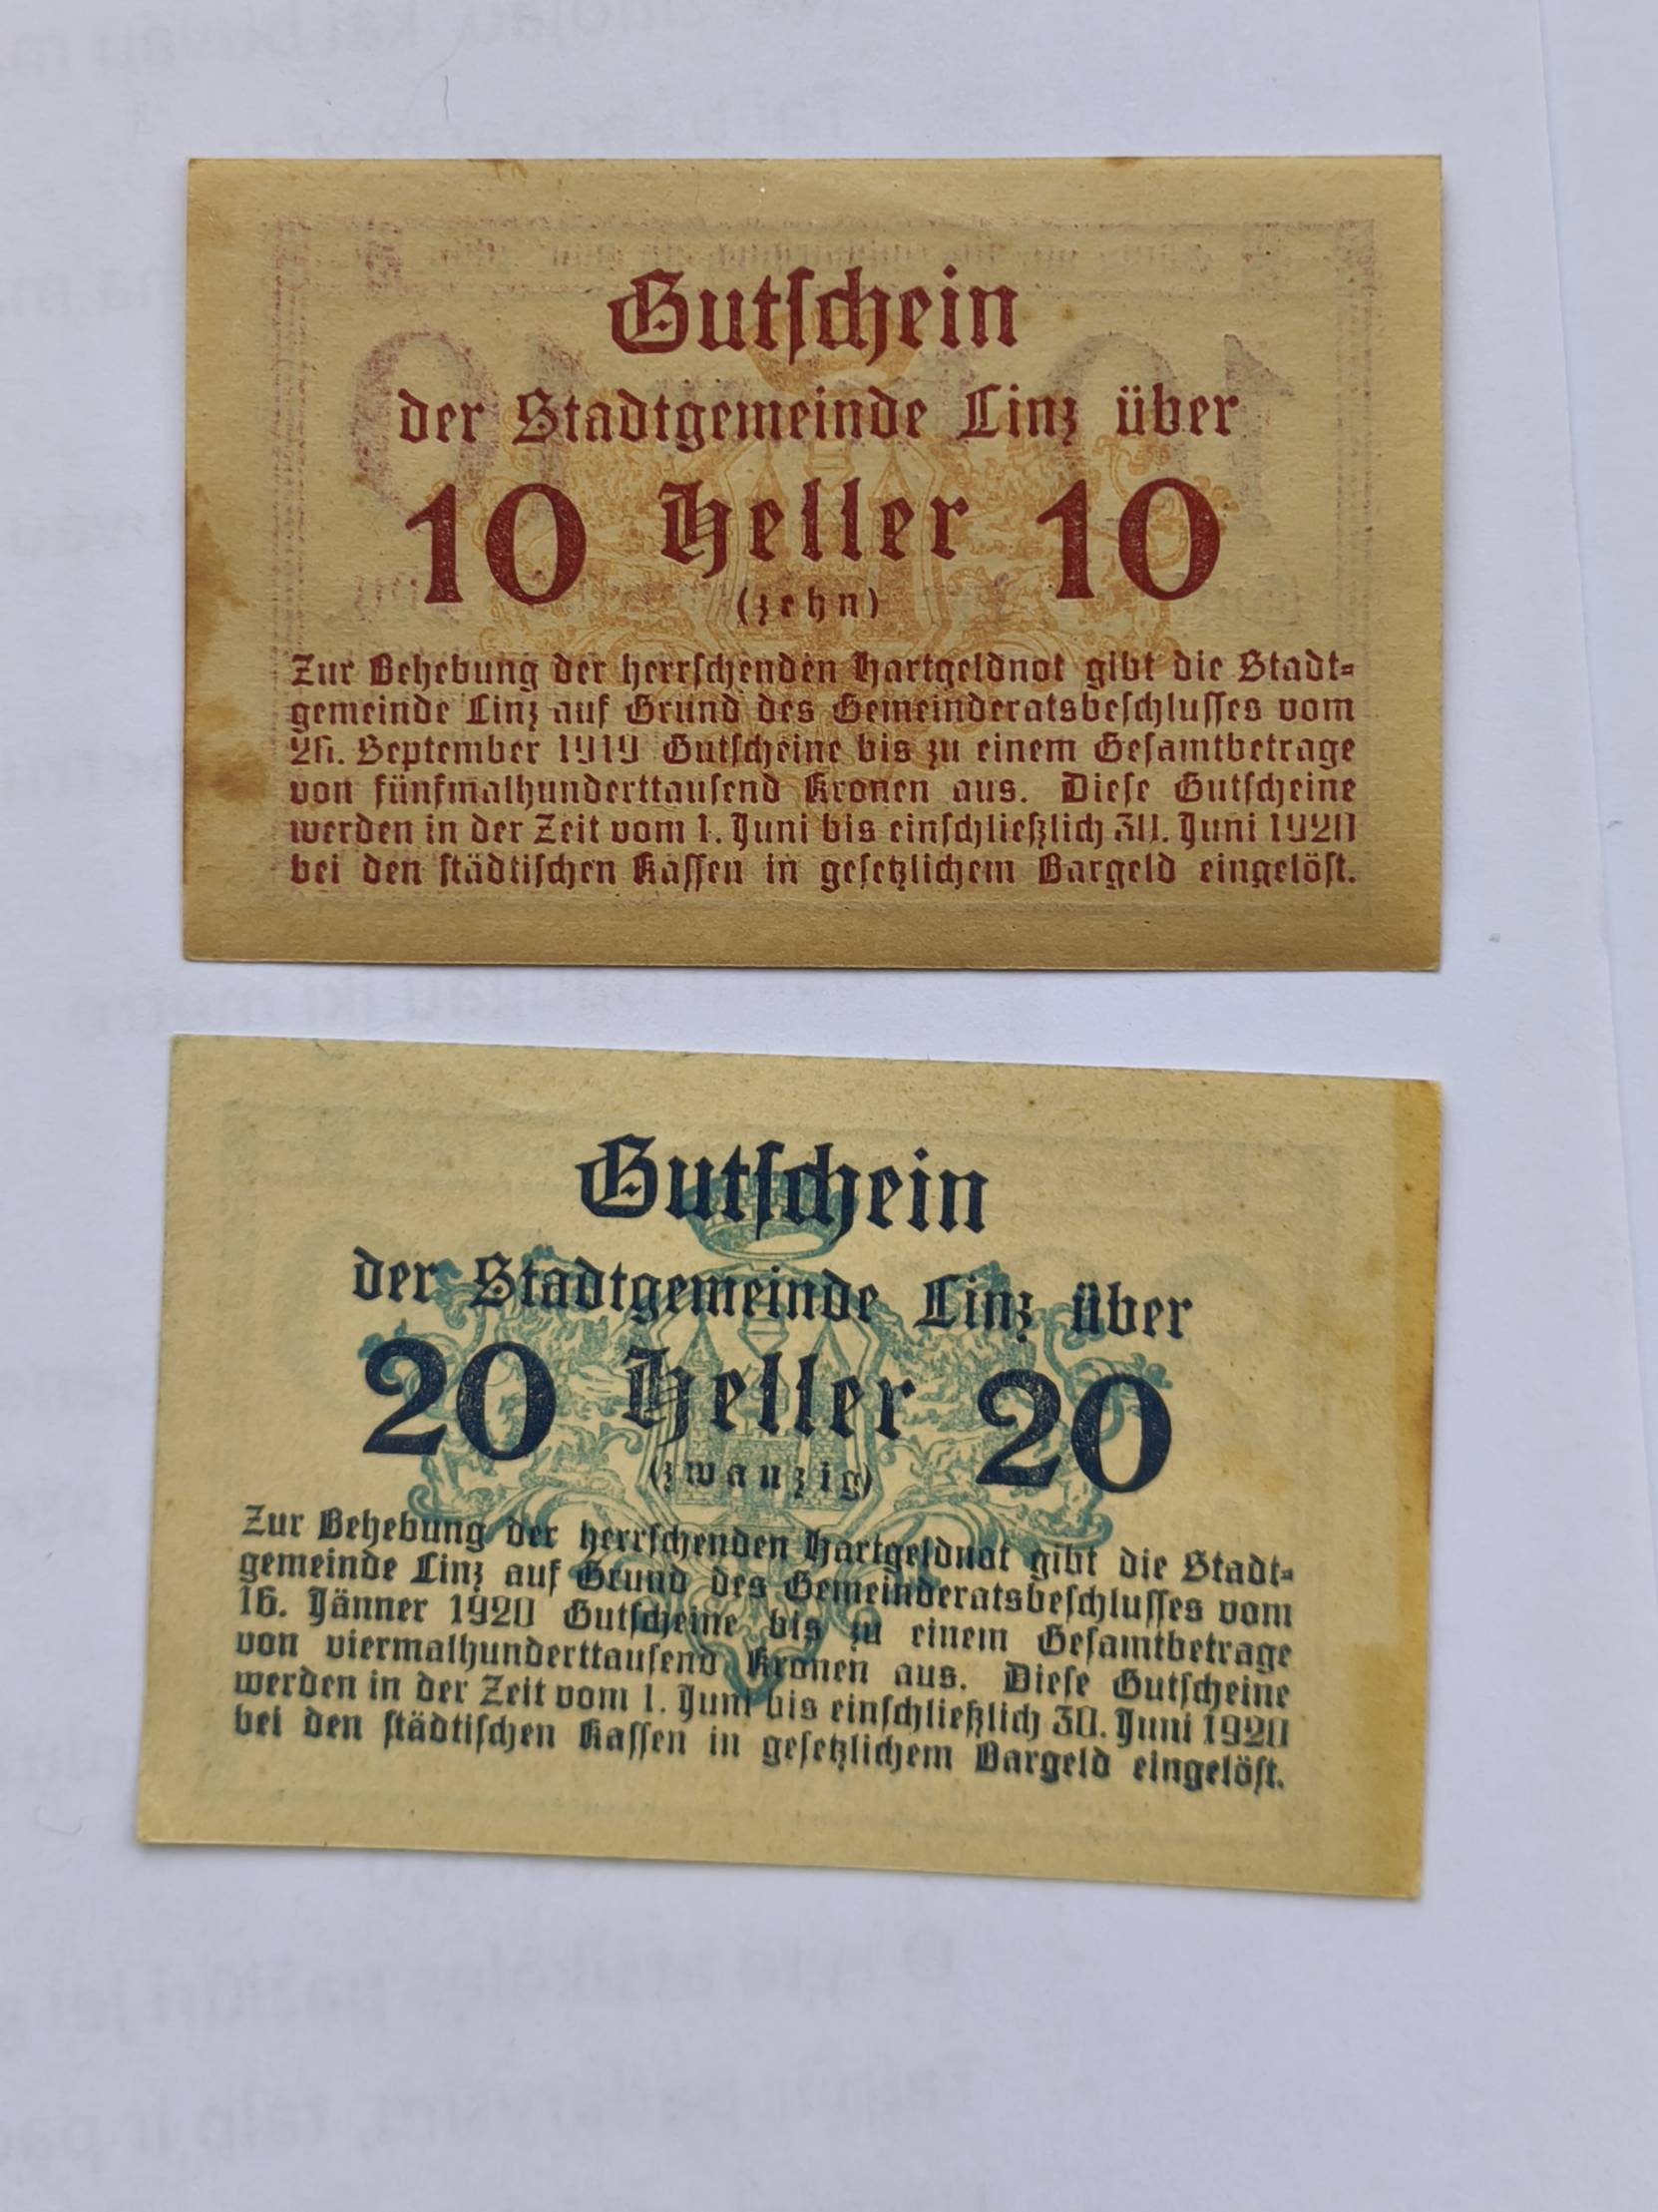 Gutschein
der Stadtgemeinde Linz über
10 Heller 10
(zehn)
Zur Behebung der herrschenden Hartgeldnot gibt die Stadt=
gemeinde Linz auf Grund des Gemeinderatsbeschlusses vom
26. September 1919 Gutscheine bis zu einem Gesamtbetrage
von fünfmalhunderttausend Kronen aus. Diese Gutscheine
werden in der Zeit vom 1. Juni bis einschließlich 30. Juni 1920
bei den städtischen Kassen in gesetzlichem Bargeld eingelöst.
Gutschein
der Stadtgemeinde Linz über
20 Heller 20
(zwanzig)
Zur Behebung der herrschenden Hartgeldnot gibt die Stadt=
gemeinde Linz auf Grund des Gemeinderatsbeschlusses vom
16. Jänner 1920 Gutscheine bis zu einem Gesamtbetrage
von viermalhunderttausend Kronen aus. Diese Gutscheine
werden in der Zeit vom 1. Juni bis einschließlich 30. Juni 1920
bei den städtischen Kassen in gesetzlichem Bargeld eingelöst.